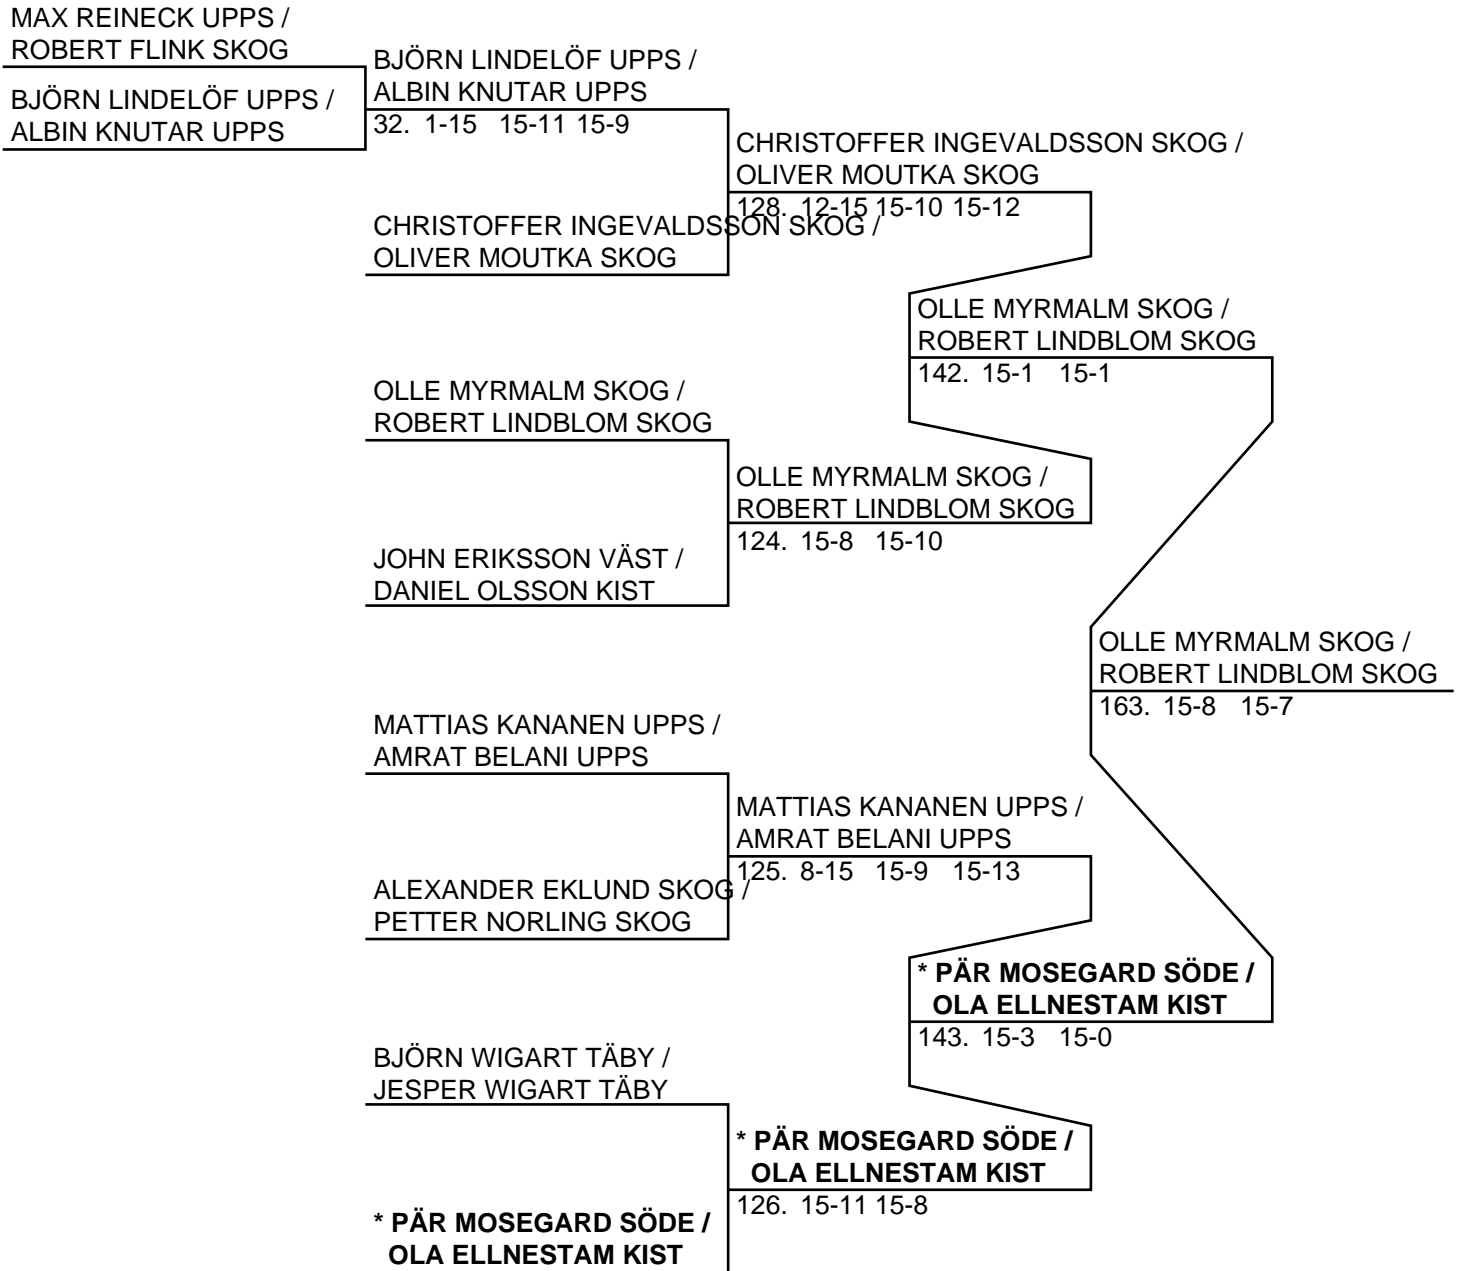 MAX REINECK UPPS /
ROBERT FLINK SKOG
BJÖRN LINDELÖF UPPS /
ALBIN KNUTAR UPPS
BJÖRN LINDELÖF UPPS /
ALBIN KNUTAR UPPS
32. 1-15 15-11 15-9
CHRISTOFFER INGEVALDSSON SKOG /
OLIVER MOUTKA SKOG
CHRISTOFFER INGEVALDSSON SKOG /
OLIVER MOUTKA SKOG
128. 12-15 15-10 15-12
OLLE MYRMALM SKOG /
ROBERT LINDBLOM SKOG
142. 15-1 15-1
OLLE MYRMALM SKOG /
ROBERT LINDBLOM SKOG
JOHN ERIKSSON VÄST /
DANIEL OLSSON KIST
OLLE MYRMALM SKOG /
ROBERT LINDBLOM SKOG
124. 15-8 15-10
OLLE MYRMALM SKOG /
ROBERT LINDBLOM SKOG
163. 15-8 15-7
MATTIAS KANANEN UPPS /
AMRAT BELANI UPPS
ALEXANDER EKLUND SKOG /
PETTER NORLING SKOG
MATTIAS KANANEN UPPS /
AMRAT BELANI UPPS
125. 8-15 15-9 15-13
* PÄR MOSEGARD SÖDE /
OLA ELLNESTAM KIST
143. 15-3 15-0
BJÖRN WIGART TÄBY /
JESPER WIGART TÄBY
* PÄR MOSEGARD SÖDE /
OLA ELLNESTAM KIST
* PÄR MOSEGARD SÖDE /
OLA ELLNESTAM KIST
126. 15-11 15-8